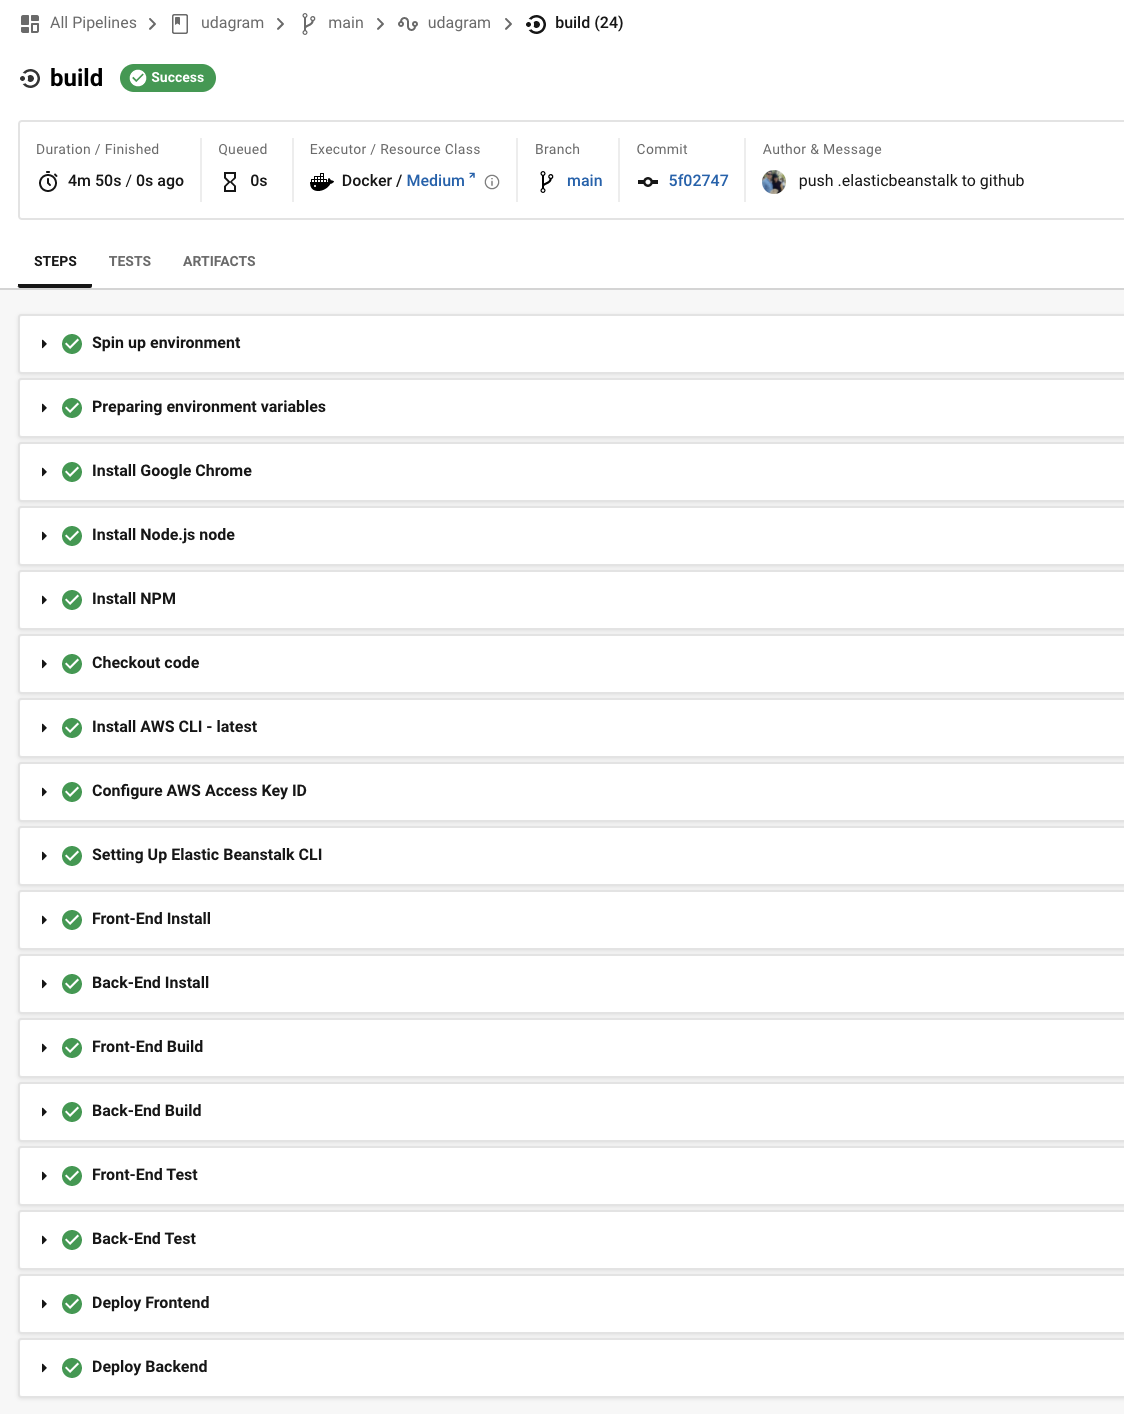 All Pipelines udagram main udagram build (24)
build Success
Duration / Finished Queued Executor / Resource Class Branch Commit Author & Message
4m 50s / 0s ago 0s Docker / Medium main 5f02747 push .elasticbeanstalk to github
STEPS TESTS ARTIFACTS
Spin up environment
Preparing environment variables
Install Google Chrome
Install Node.js node
Install NPM
Checkout code
Install AWS CLI - latest
Configure AWS Access Key ID
Setting Up Elastic Beanstalk CLI
Front-End Install
Back-End Install
Front-End Build
Back-End Build
Front-End Test
Back-End Test
Deploy Frontend
Deploy Backend